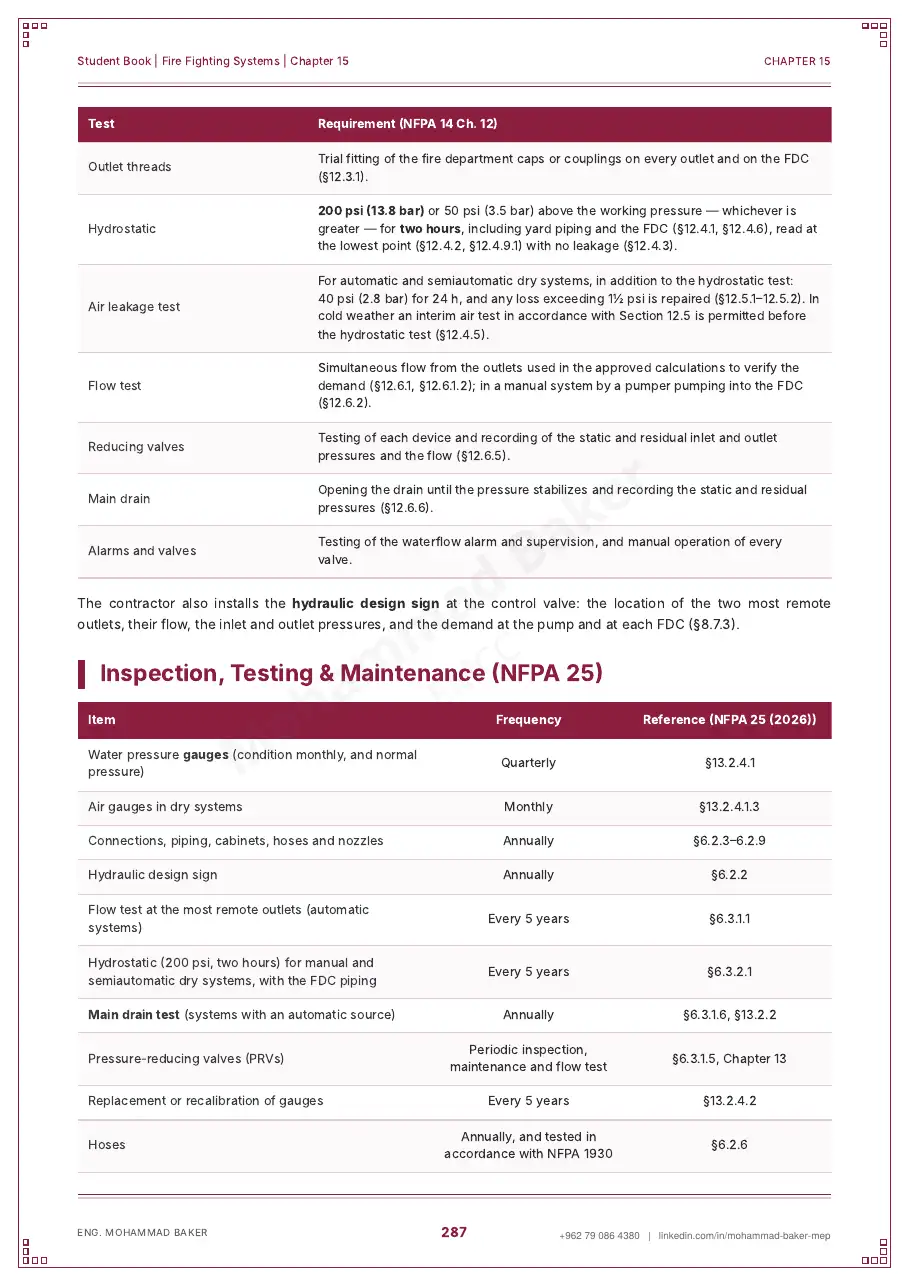 Student Book | Fire Fighting Systems | Chapter 15
CHAPTER 15
Test
Requirement (NFPA 14 Ch. 12)
Outlet threads
Trial fitting of the fire department caps or couplings on every outlet and on the FDC
(§12.3.1).
Hydrostatic
200 psi (13.8 bar) or 50 psi (3.5 bar) above the working pressure — whichever is
greater — for two hours, including yard piping and the FDC (§12.4.1, §12.4.6), read at
the lowest point (§12.4.2, §12.4.9.1) with no leakage (§12.4.3).
Air leakage test
For automatic and semiautomatic dry systems, in addition to the hydrostatic test:
40 psi (2.8 bar) for 24 h, and any loss exceeding 1½ psi is repaired (§12.5.1–12.5.2). In
cold weather an interim air test in accordance with Section 12.5 is permitted before
the hydrostatic test (§12.4.5).
Flow test
Simultaneous flow from the outlets used in the approved calculations to verify the
demand (§12.6.1, §12.6.1.2); in a manual system by a pumper pumping into the FDC
(§12.6.2).
Reducing valves
Testing of each device and recording of the static and residual inlet and outlet
pressures and the flow (§12.6.5).
Main drain
Opening the drain until the pressure stabilizes and recording the static and residual
pressures (§12.6.6).
Alarms and valves
Testing of the waterflow alarm and supervision, and manual operation of every
valve.
The contractor also installs the hydraulic design sign at the control valve: the location of the two most remote
outlets, their flow, the inlet and outlet pressures, and the demand at the pump and at each FDC (§8.7.3).
Inspection, Testing & Maintenance (NFPA 25)
Item
Frequency
Reference (NFPA 25 (2026))
Water pressure gauges (condition monthly, and normal
pressure)
Quarterly
§13.2.4.1
Air gauges in dry systems
Monthly
§13.2.4.1.3
Connections, piping, cabinets, hoses and nozzles
Annually
§6.2.3–6.2.9
Hydraulic design sign
Annually
§6.2.2
Flow test at the most remote outlets (automatic
systems)
Every 5 years
§6.3.1.1
Hydrostatic (200 psi, two hours) for manual and
semiautomatic dry systems, with the FDC piping
Every 5 years
§6.3.2.1
Main drain test (systems with an automatic source)
Annually
§6.3.1.6, §13.2.2
Pressure-reducing valves (PRVs)
Periodic inspection,
maintenance and flow test
§6.3.1.5, Chapter 13
Replacement or recalibration of gauges
Every 5 years
§13.2.4.2
Hoses
Annually, and tested in
accordance with NFPA 1930
§6.2.6
Mohammad Baker
ENG. MOHAMMAD BAKER
287
+962 79 086 4380 | linkedin.com/in/mohammad-baker-mep